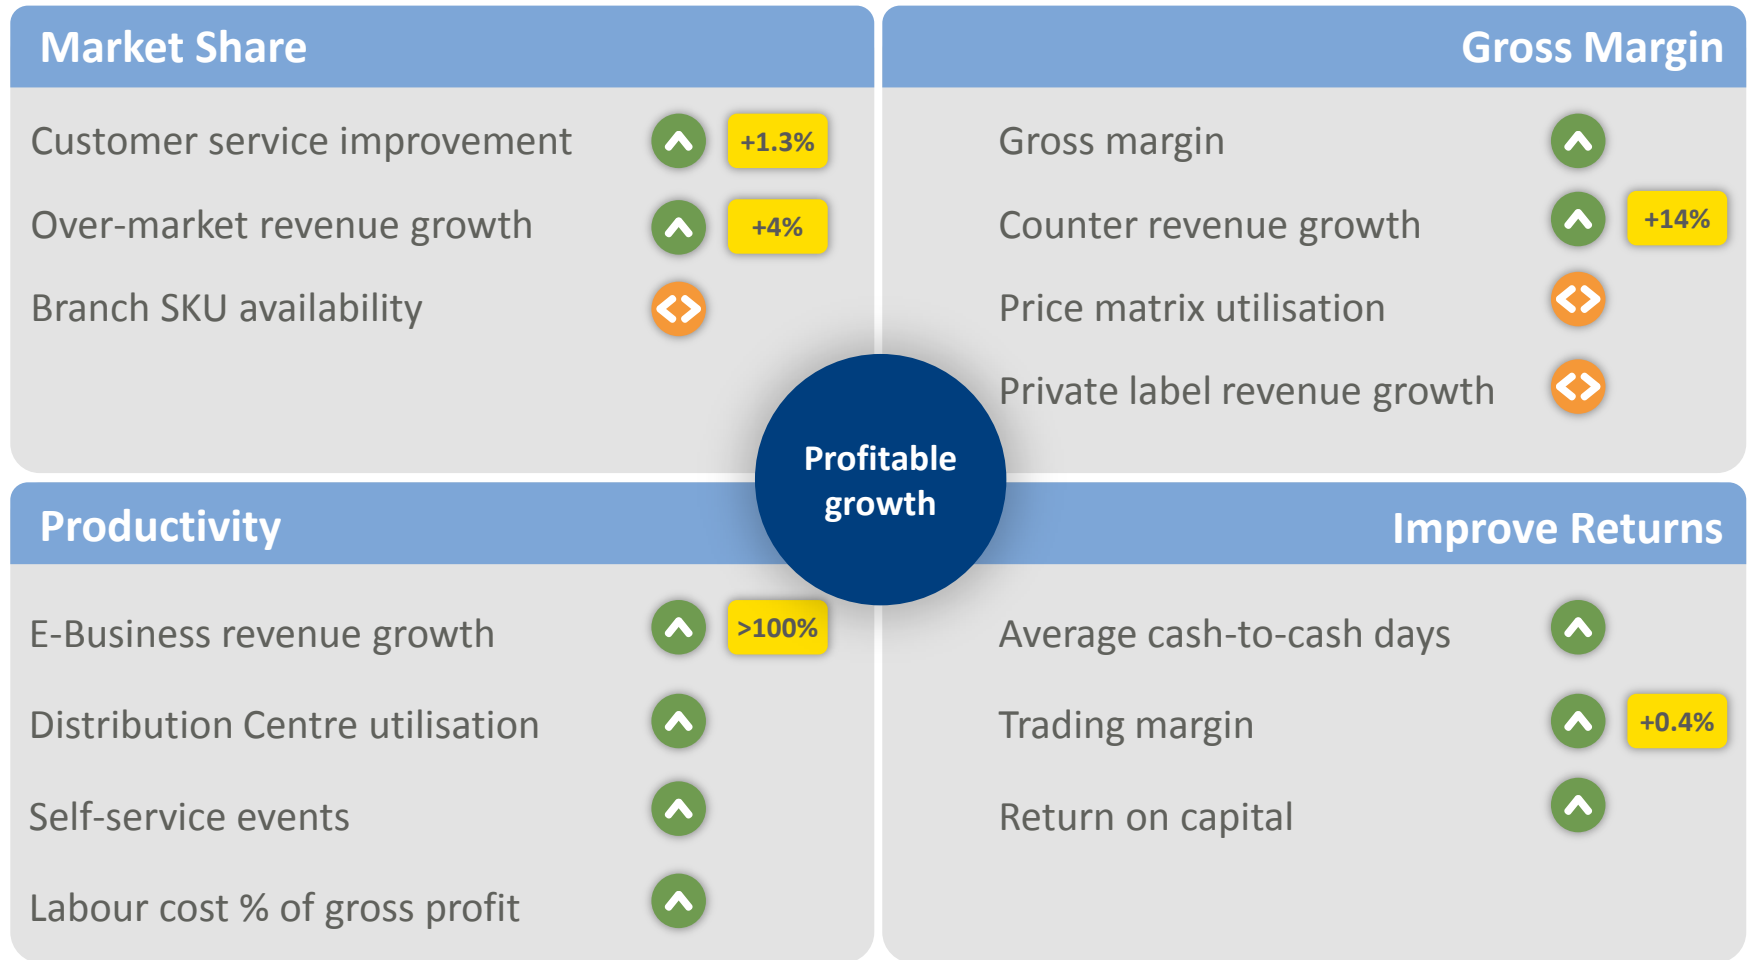 Market Share
Customer service improvement +1.3%
Over-market revenue growth +4%
Branch SKU availability
Gross Margin
Gross margin
Counter revenue growth +14%
Price matrix utilisation
Private label revenue growth
Profitable
growth
Productivity
E-Business revenue growth >100%
Distribution Centre utilisation
Self-service events
Labour cost % of gross profit
Improve Returns
Average cash-to-cash days
Trading margin +0.4%
Return on capital